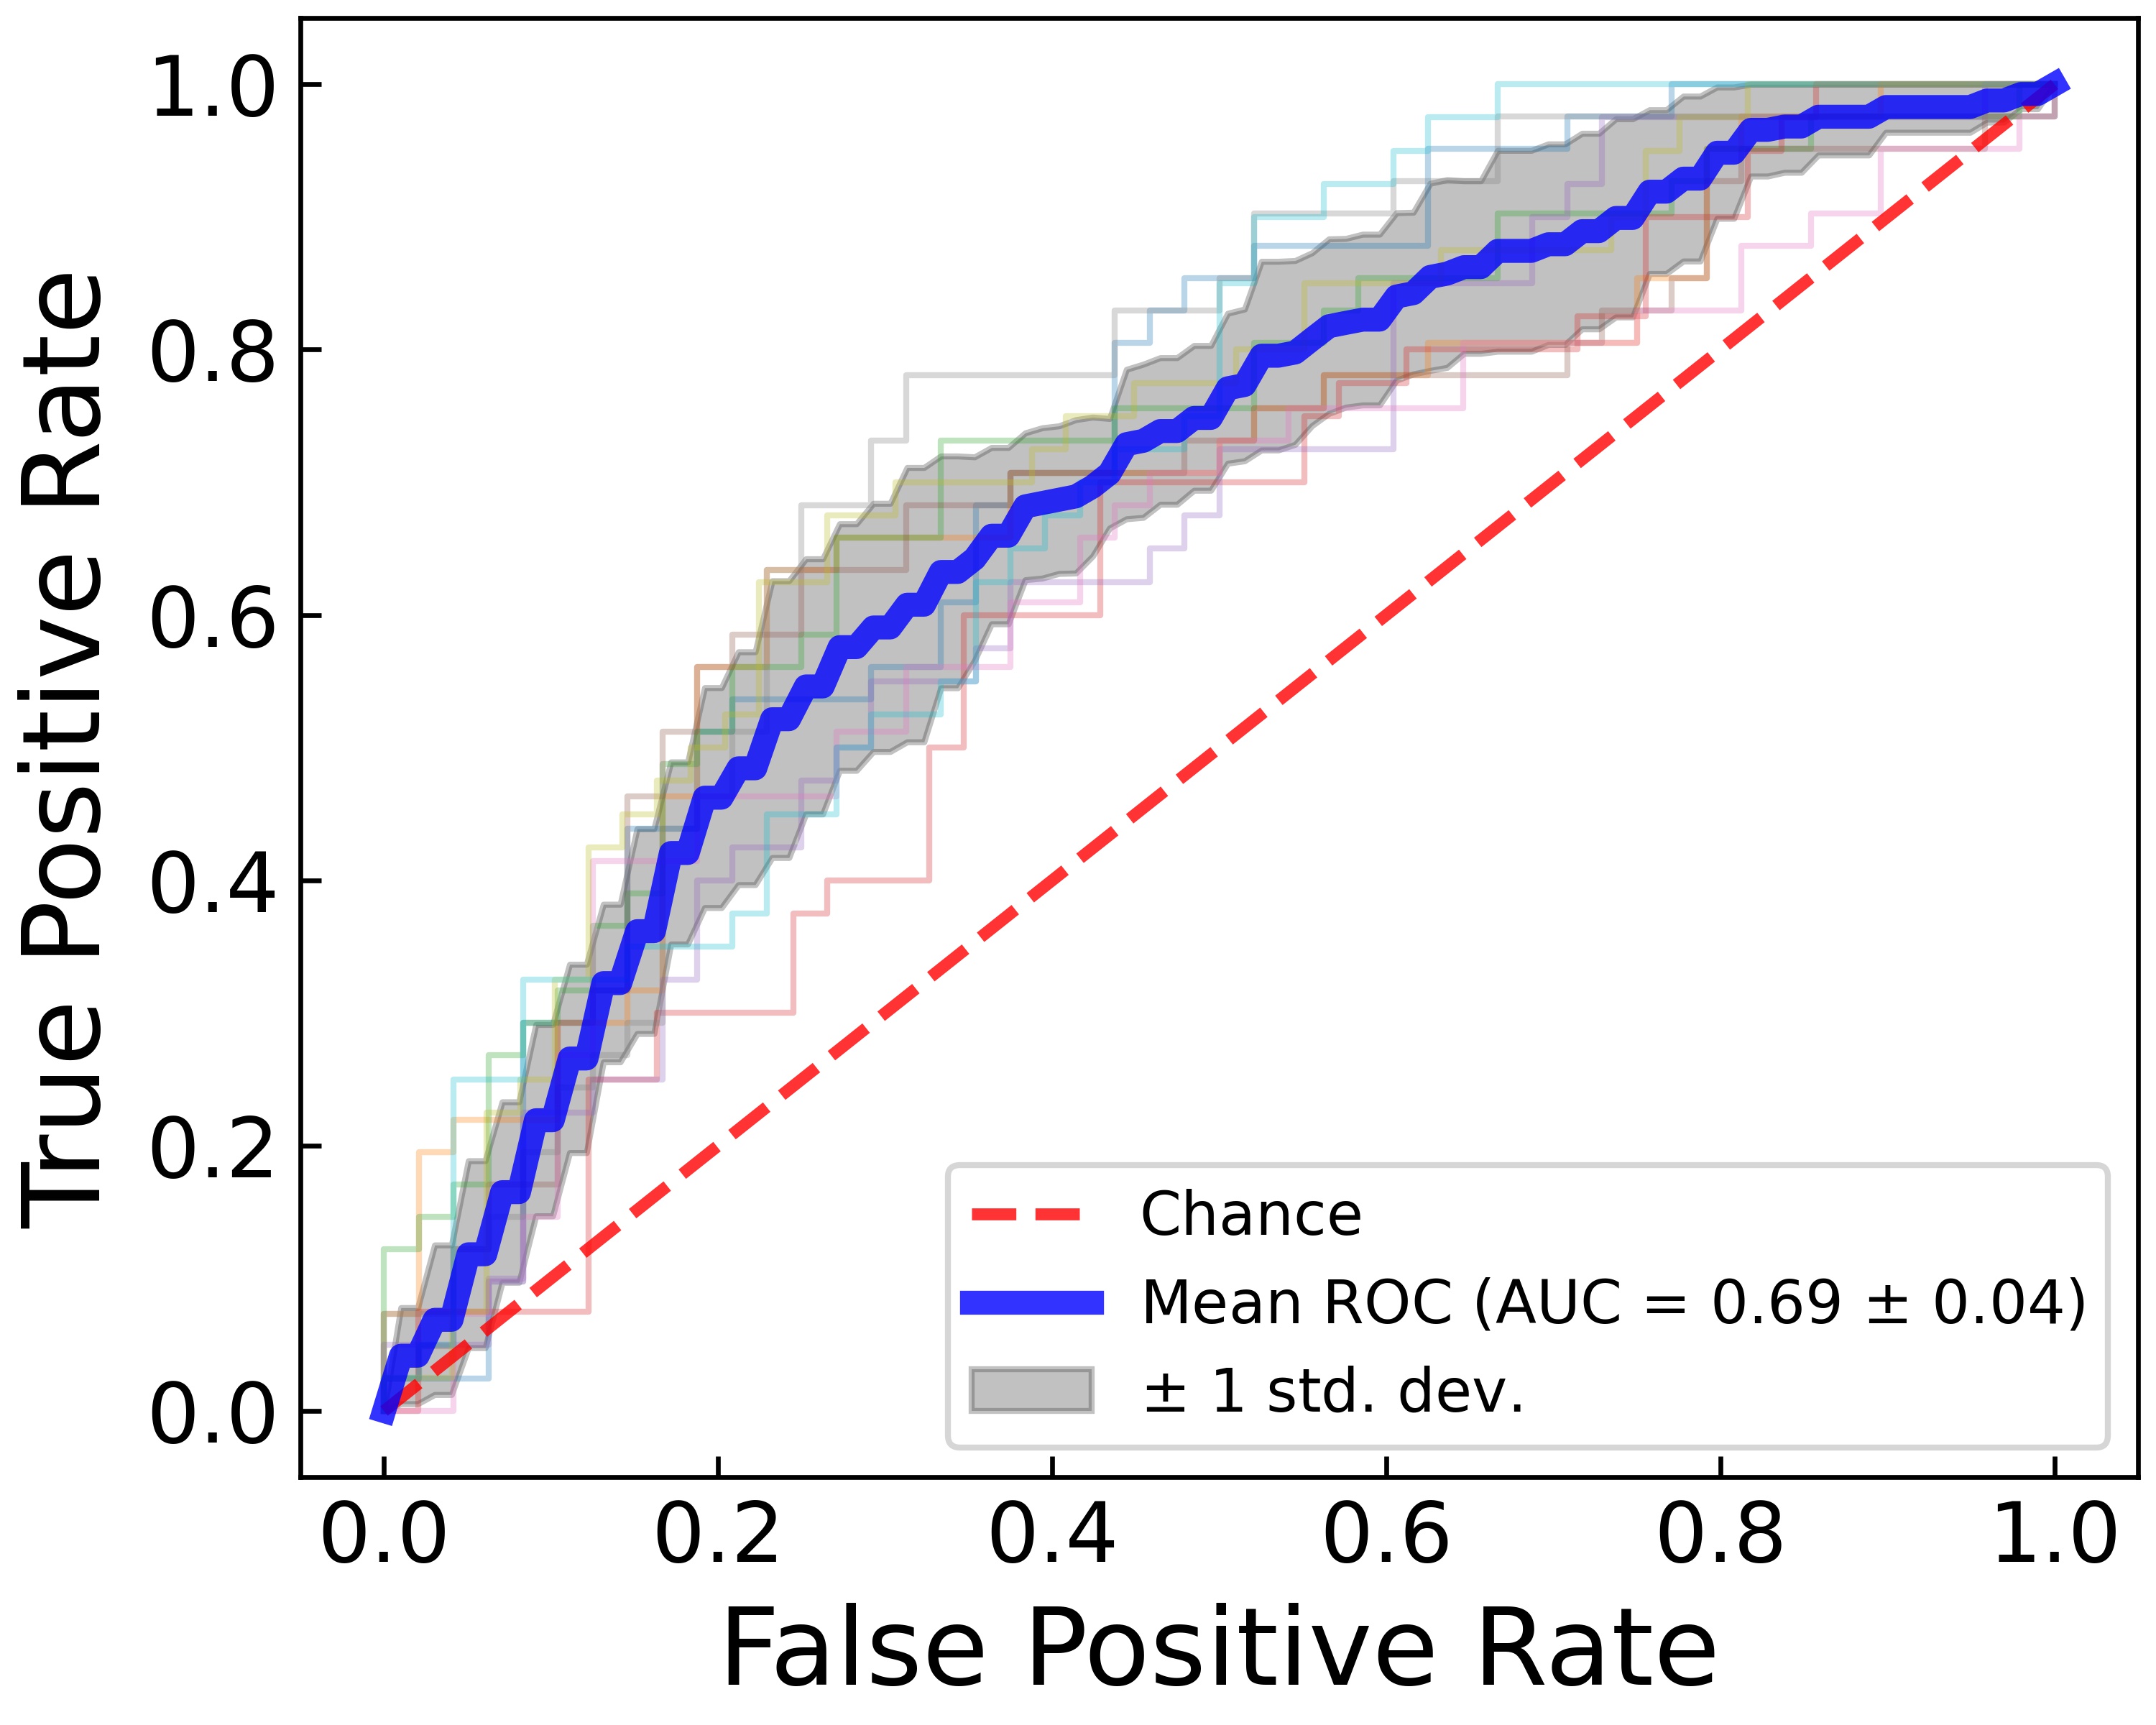 1.0
0.8
0.6
0.4
0.2
0.0
True Positive Rate
Chance
Mean ROC (AUC = 0.69 ± 0.04)
± 1 std. dev.
0.0 0.2 0.4 0.6 0.8 1.0
False Positive Rate